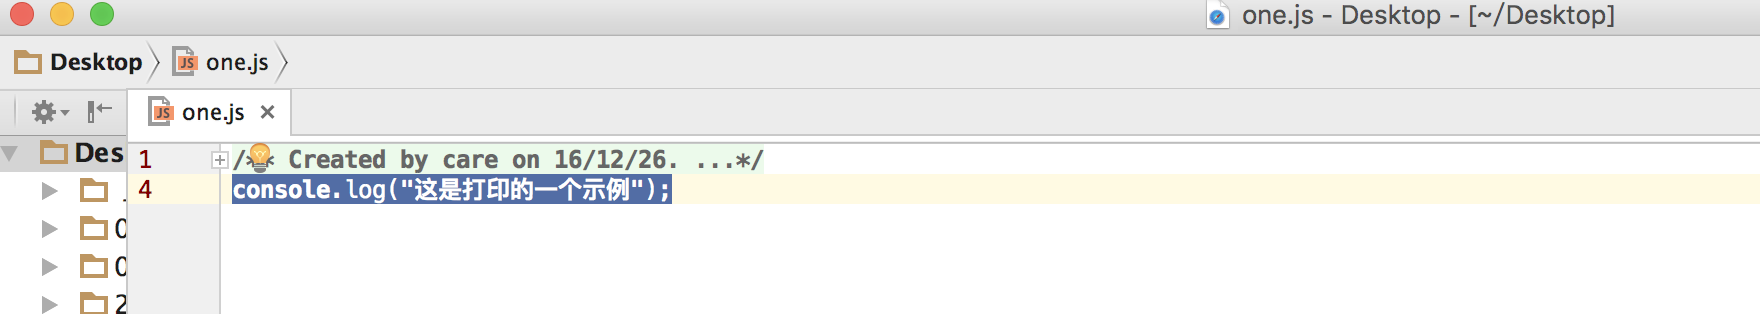 one.js - Desktop - [~/Desktop]
Desktop
one.js
one.js
Des
1 Created by care on 16/12/26. ...*/
4 console.log("这是打印的一个示例");
0
0
2